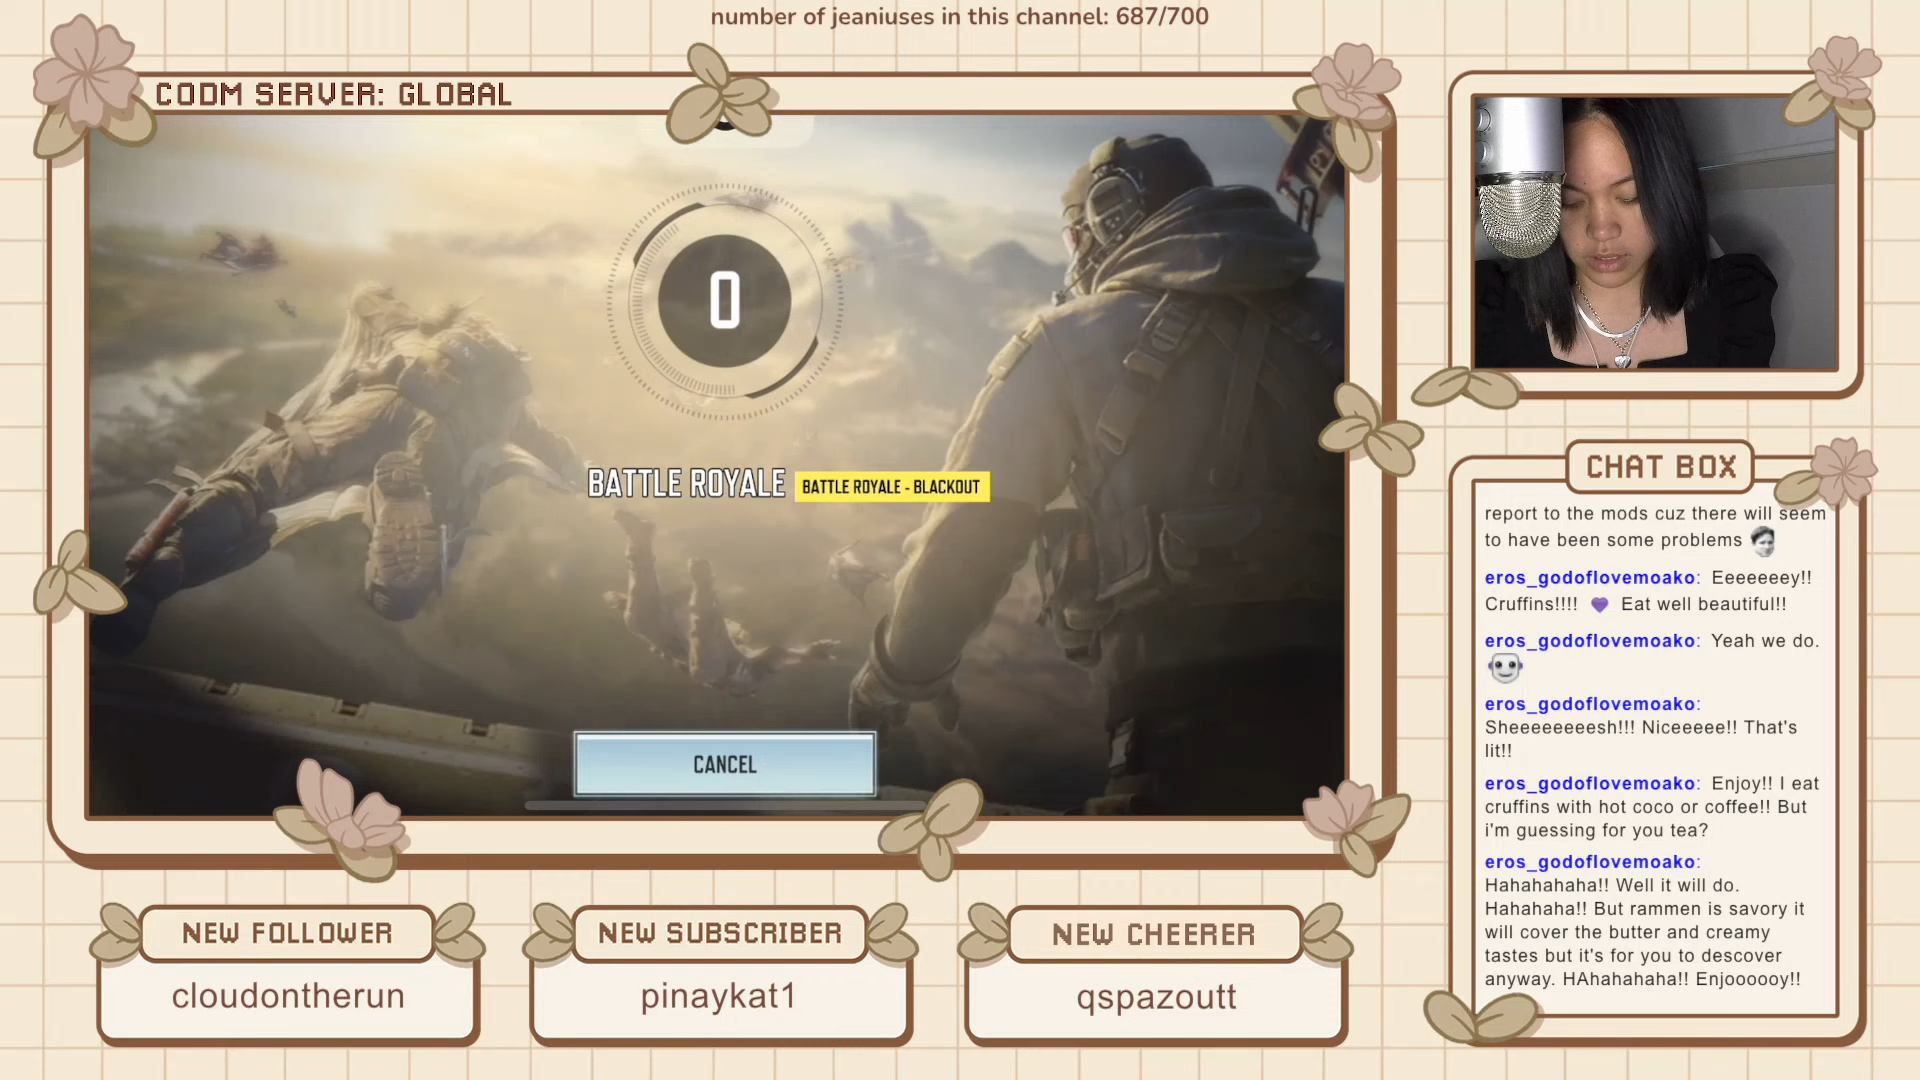 number of jeaniuses in this channel: 687/700
CODM SERVER: GLOBAL
0
BATTLE ROYALE BATTLE ROYALE - BLACKOUT
CANCEL
CHAT BOX
report to the mods cuz there will seem
to have been some problems
eros_godoflovemoako: Eeeeeeey!!
Cruffins!!!! 💜 Eat well beautiful!!
eros_godoflovemoako: Yeah we do.
eros_godoflovemoako:
Sheeeeeeeesh!!! Niceeeee!! That's
lit!!
eros_godoflovemoako: Enjoy!! I eat
cruffins with hot coco or coffee!! But
i'm guessing for you tea?
eros_godoflovemoako:
Hahahahaha!! Well it will do.
Hahahaha!! But rammen is savory it
will cover the butter and creamy
tastes but it's for you to descover
anyway. HAhahahaha!! Enjoooooy!!
NEW FOLLOWER
cloudontherun
NEW SUBSCRIBER
pinaykat1
NEW CHEERER
qspazoutt